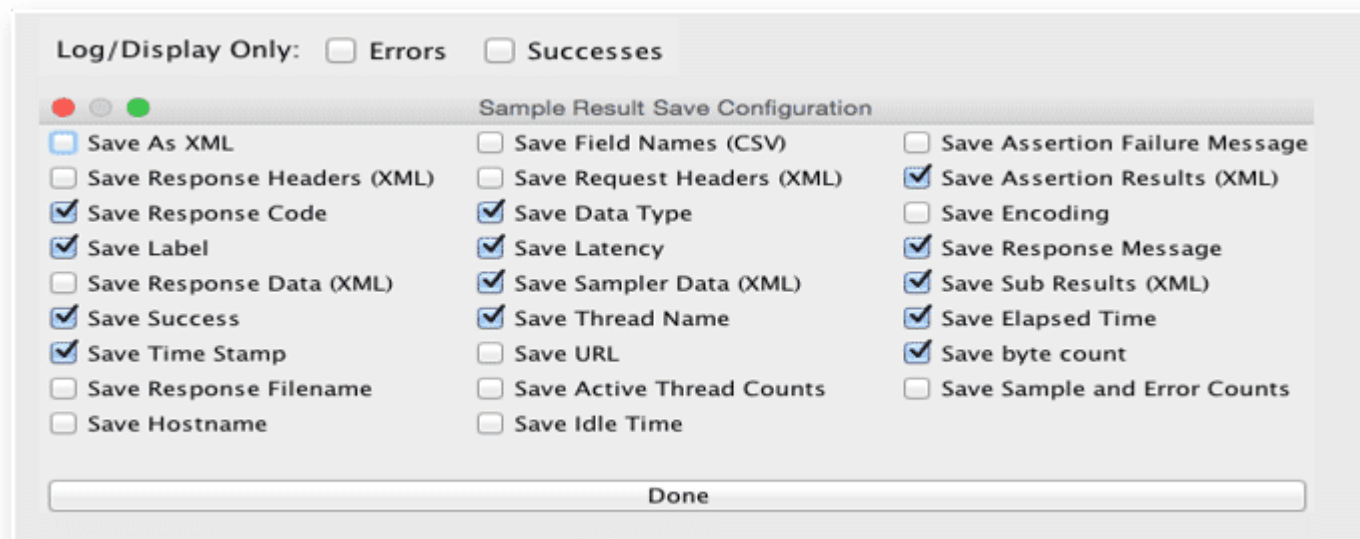 Log/Display Only: Errors Successes
Sample Result Save Configuration
Save As XML Save Field Names (CSV) Save Assertion Failure Message
Save Response Headers (XML) Save Request Headers (XML) Save Assertion Results (XML)
Save Response Code Save Data Type Save Encoding
Save Label Save Latency Save Response Message
Save Response Data (XML) Save Sampler Data (XML) Save Sub Results (XML)
Save Success Save Thread Name Save Elapsed Time
Save Time Stamp Save URL Save byte count
Save Response Filename Save Active Thread Counts Save Sample and Error Counts
Save Hostname Save Idle Time
Done